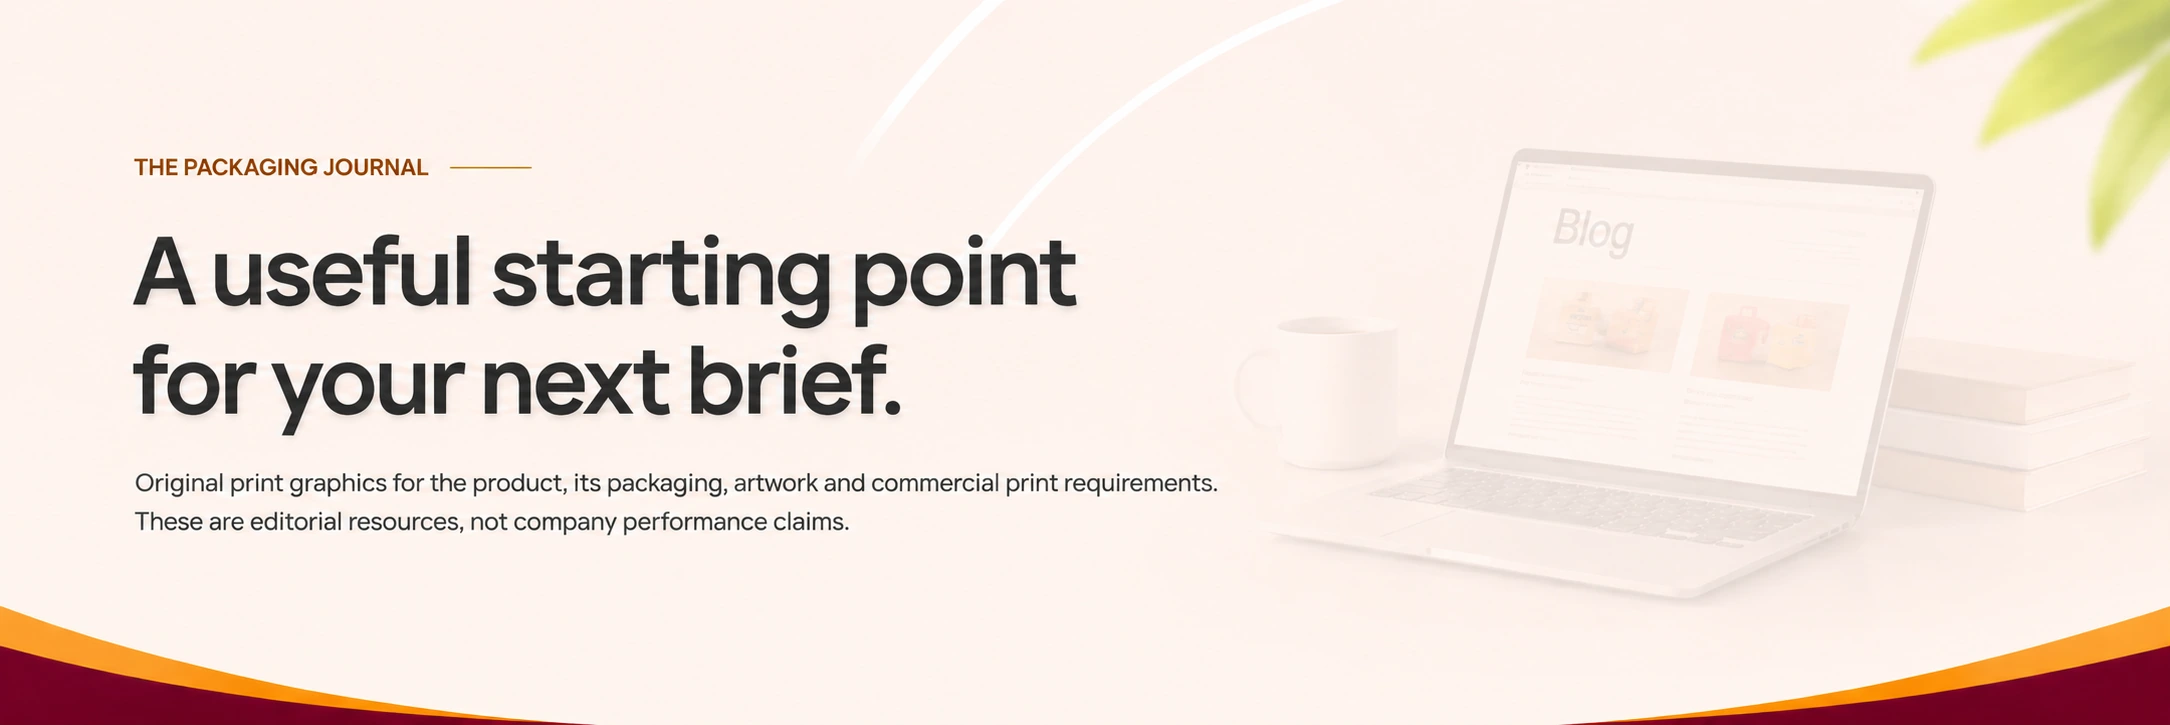 THE PACKAGING JOURNAL
A useful starting point
for your next brief.
Original print graphics for the product, its packaging, artwork and commercial print requirements.
These are editorial resources, not company performance claims.
Blog